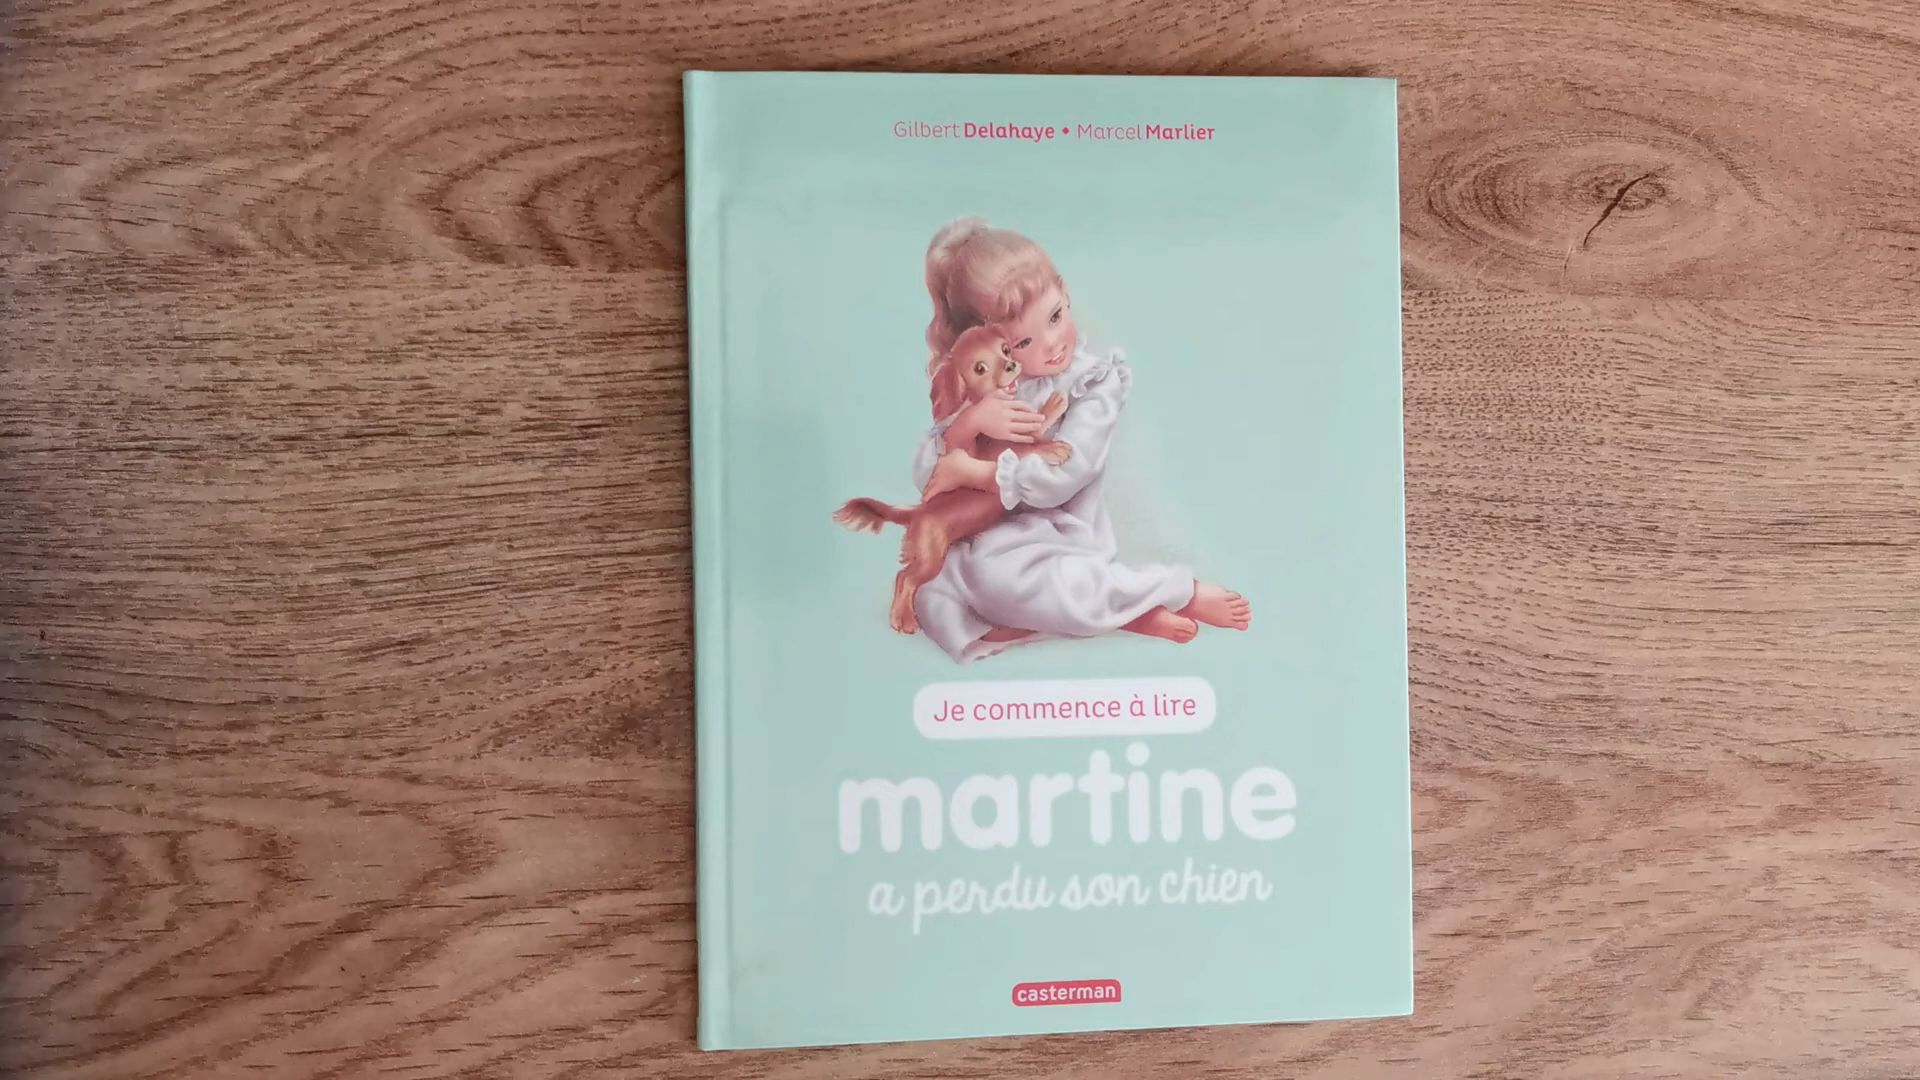 Gilbert Delahaye • Marcel Marlier
Je commence à lire
martine
a perdu son chien
casterman